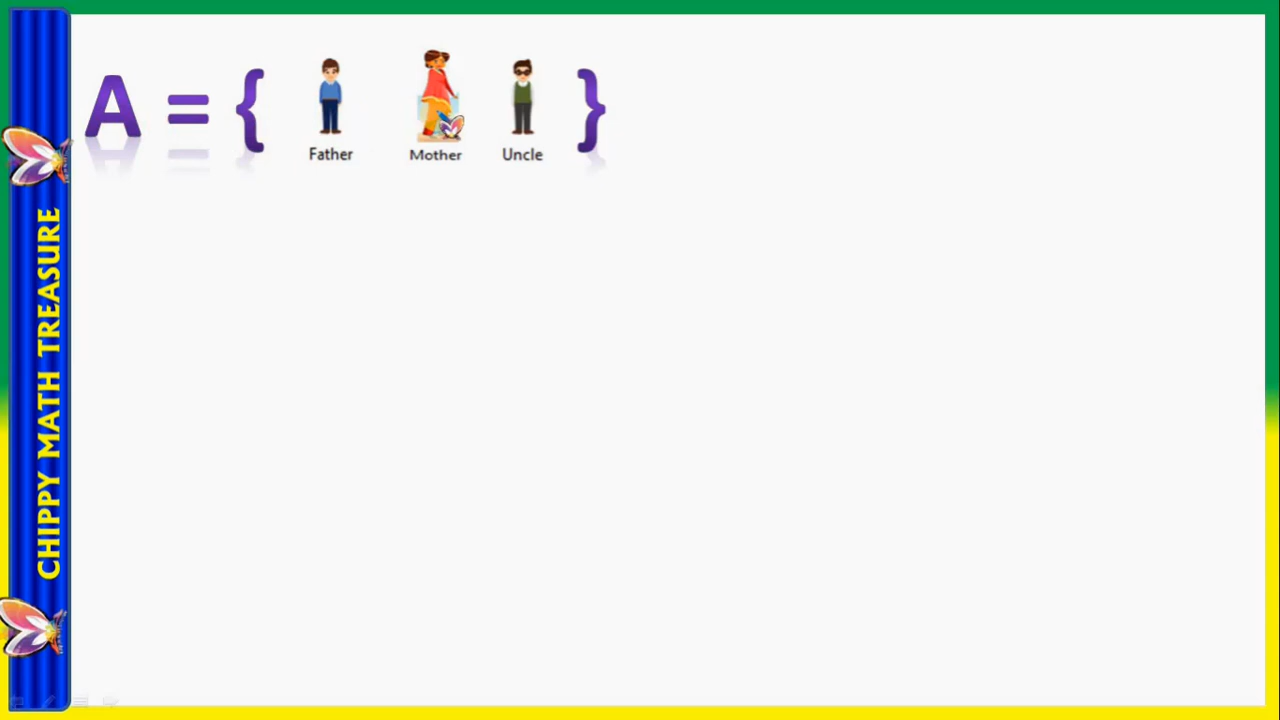 A = { }
Father Mother Uncle
CHIPPY MATH TREASURE